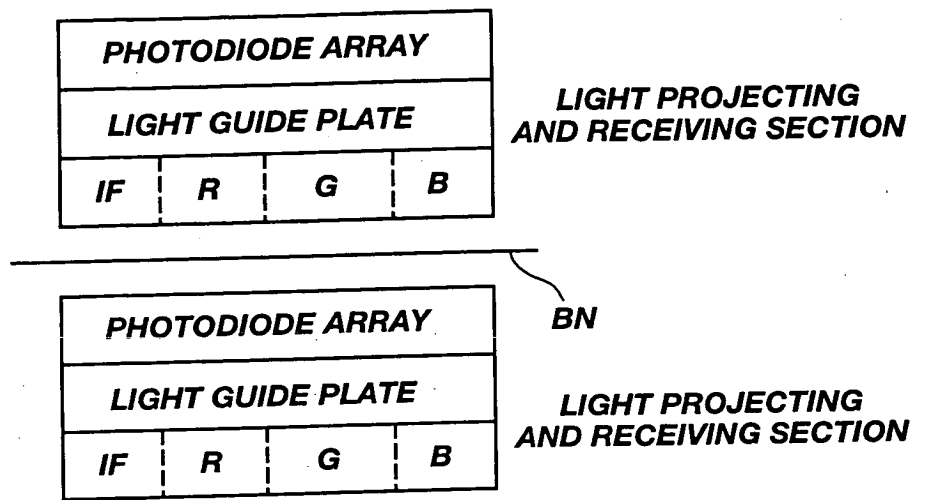 PHOTODIODE ARRAY
LIGHT GUIDE PLATE
IF R G B
LIGHT PROJECTING
AND RECEIVING SECTION
BN
PHOTODIODE ARRAY
LIGHT GUIDE PLATE
IF R G B
LIGHT PROJECTING
AND RECEIVING SECTION